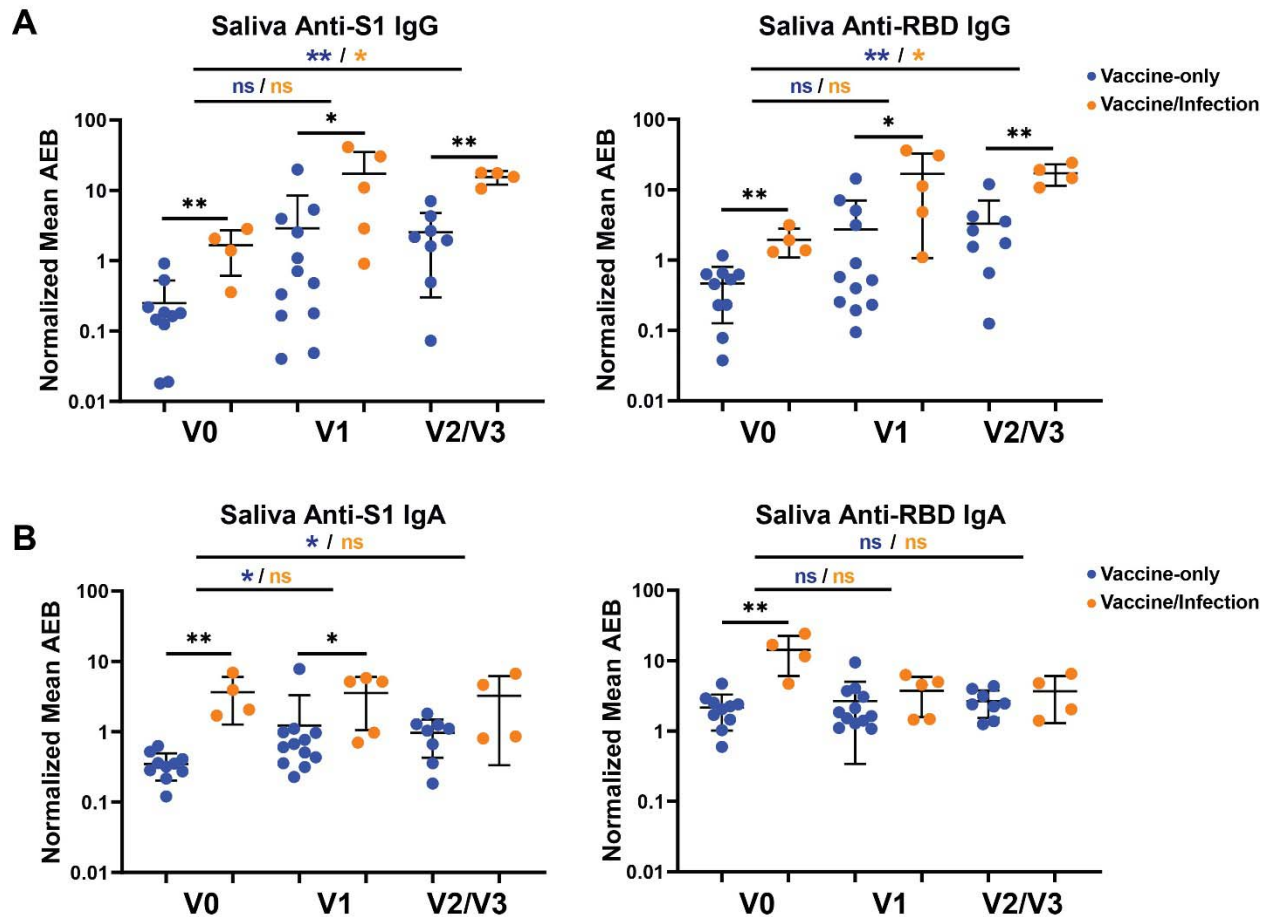 A
Saliva Anti-S1 IgG
** / *
ns / ns
*
**
**
Normalized Mean AEB
100
10
1
0.1
0.01
V0 V1 V2/V3
Saliva Anti-RBD IgG
** / *
ns / ns
*
**
**
Normalized Mean AEB
100
10
1
0.1
0.01
V0 V1 V2/V3
Vaccine-only
Vaccine/Infection
B
Saliva Anti-S1 IgA
* / ns
* / ns
**
*
Normalized Mean AEB
100
10
1
0.1
0.01
V0 V1 V2/V3
Saliva Anti-RBD IgA
ns / ns
ns / ns
**
Normalized Mean AEB
100
10
1
0.1
0.01
V0 V1 V2/V3
Vaccine-only
Vaccine/Infection